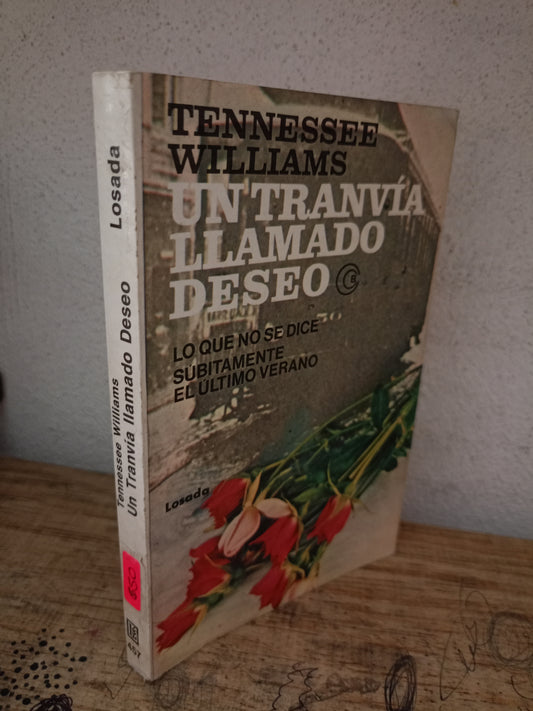 TENNESSEE
WILLIAMS
UN TRANVÍA
LLAMADO
DESEO
LO QUE NO SE DICE
SÚBITAMENTE
EL ÚLTIMO VERANO
Losada
Tennessee Williams
Un Tranvía llamado Deseo
Losada
457